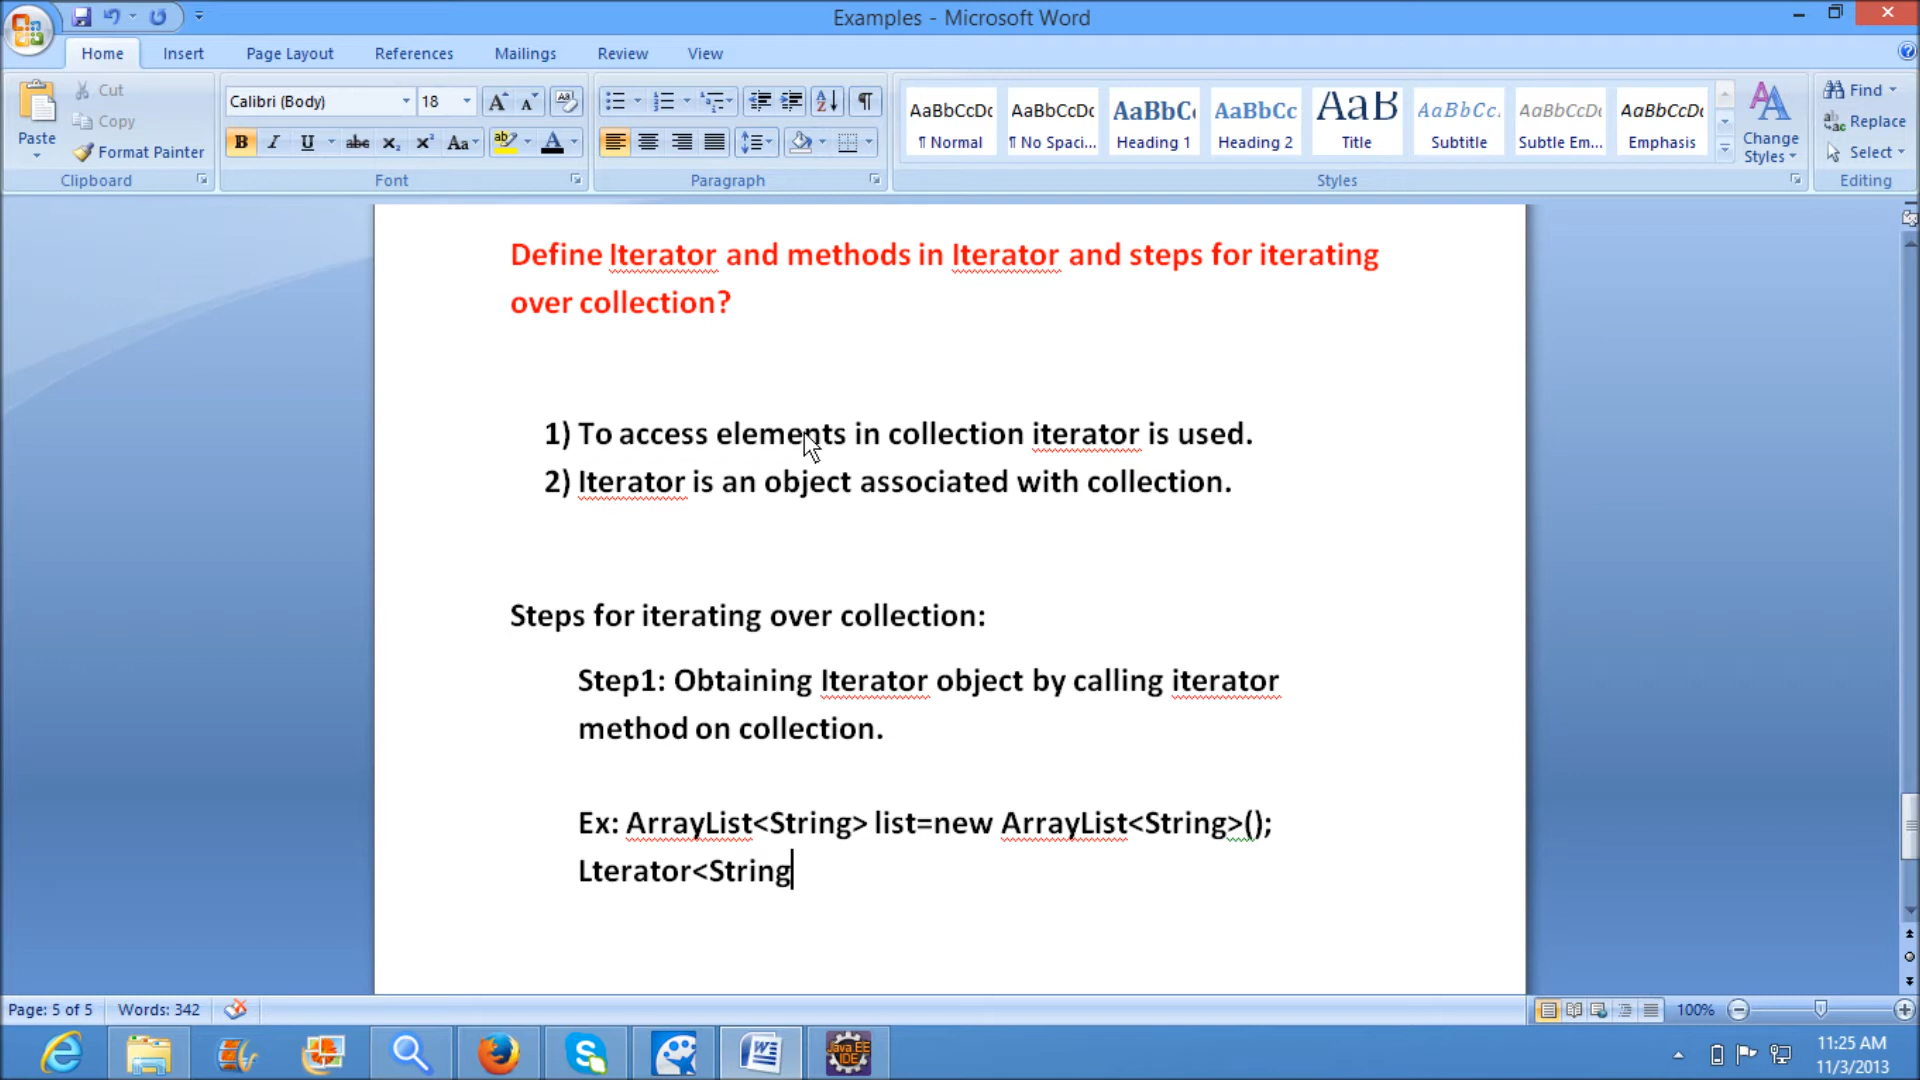 Examples - Microsoft Word
Home Insert Page Layout References Mailings Review View
Paste
Cut
Copy
Format Painter
Clipboard
Calibri (Body) 18
Font
Paragraph
AaBbCcDc AaBbCcDc AaBbC AaBbCc AaB AaBbCc. AaBbCcDc AaBbCcDc
¶ Normal ¶ No Spaci... Heading 1 Heading 2 Title Subtitle Subtle Em... Emphasis
Styles
Change Styles
Find
Replace
Select
Editing
Define Iterator and methods in Iterator and steps for iterating
over collection?
1) To access elements in collection iterator is used.
2) Iterator is an object associated with collection.
Steps for iterating over collection:
Step1: Obtaining Iterator object by calling iterator
method on collection.
Ex: ArrayList<String> list=new ArrayList<String>();
Lterator<String
Page: 5 of 5 Words: 342 100%
Java EE
IDE
11:25 AM
11/3/2013